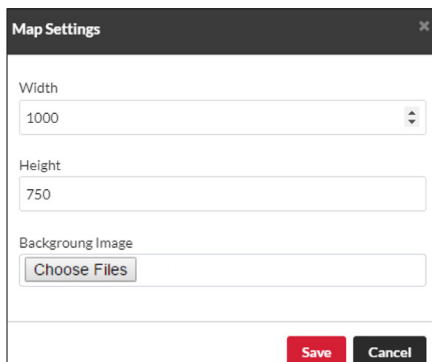 Map Settings
×
Width
1000
Height
750
Backgroung Image
Choose Files
Save Cancel